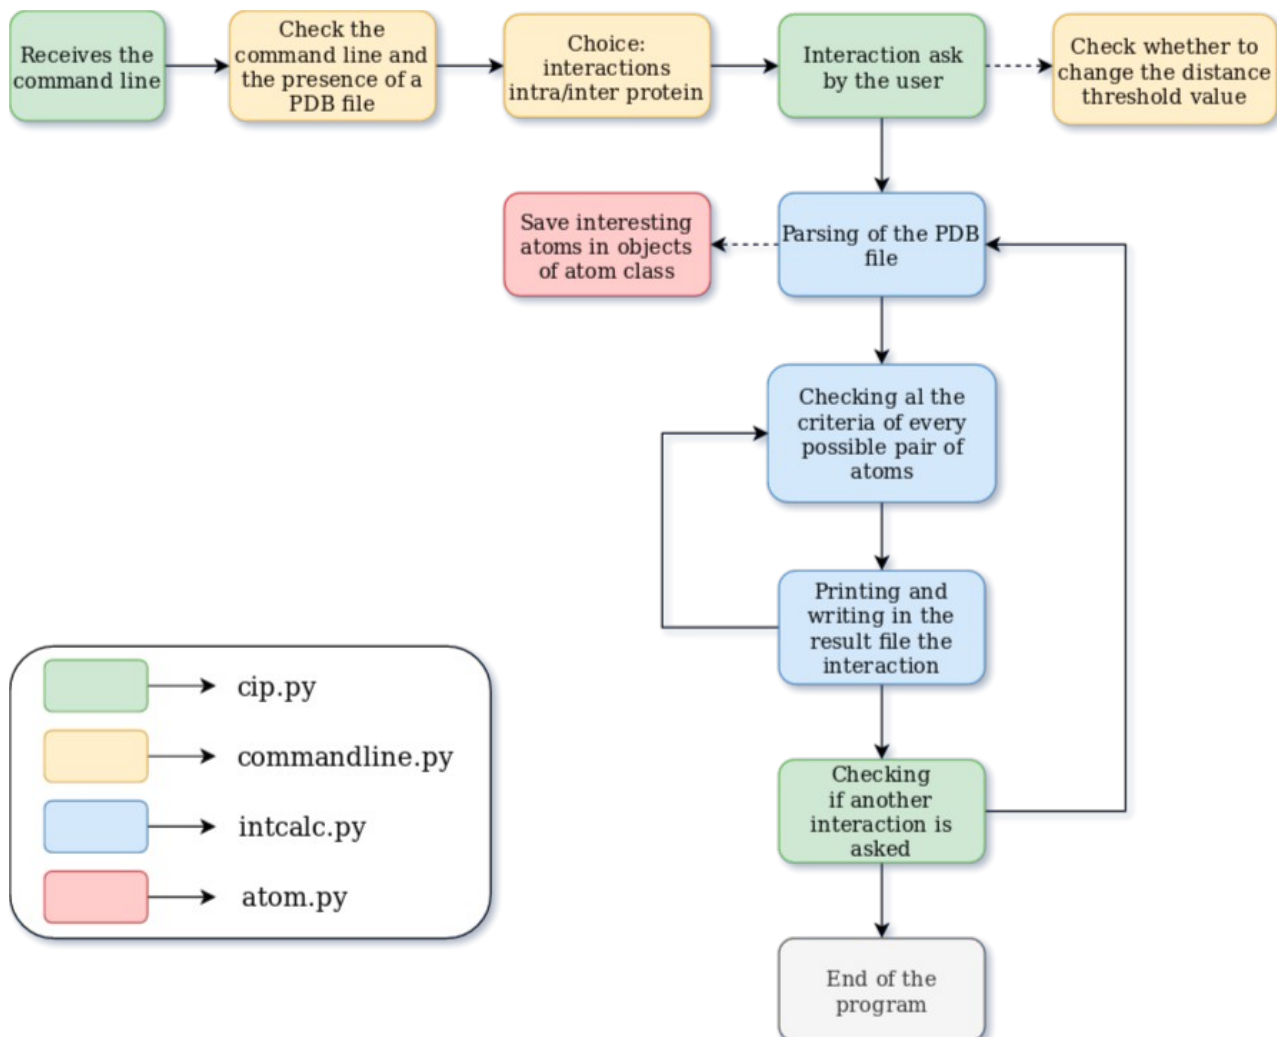 Receives the
command line
Check the
command line and
the presence of a
PDB file
Choice:
interactions
intra/inter protein
Interaction ask
by the user
Check whether to
change the distance
threshold value
Save interesting
atoms in objects
of atom class
Parsing of the PDB
file
Checking al the
criteria of every
possible pair of
atoms
Printing and
writing in the
result file the
interaction
Checking
if another
interaction is
asked
End of the
program
cip.py
commandline.py
intcalc.py
atom.py